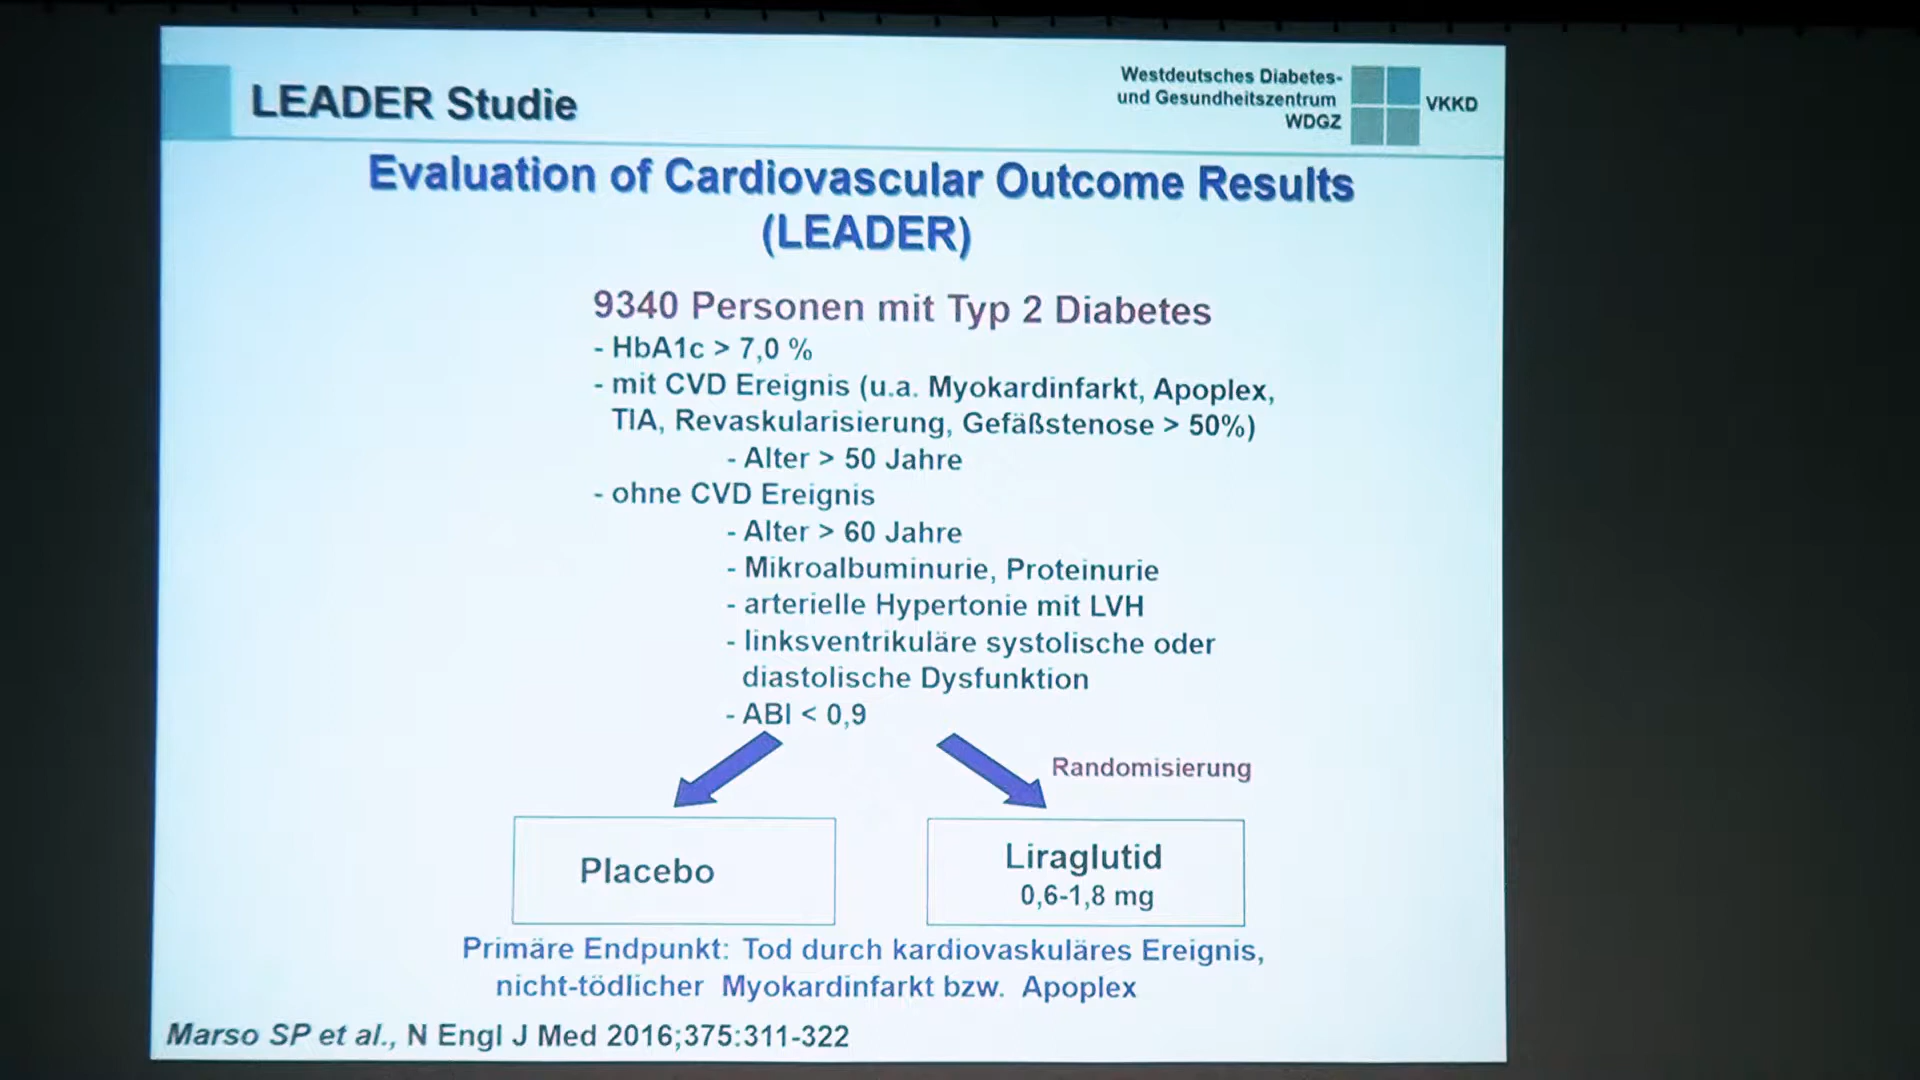 LEADER Studie
Westdeutsches Diabetes-
und Gesundheitszentrum
WDGZ
VKKD
Evaluation of Cardiovascular Outcome Results
(LEADER)
9340 Personen mit Typ 2 Diabetes
- HbA1c > 7,0 %
- mit CVD Ereignis (u.a. Myokardinfarkt, Apoplex,
TIA, Revaskularisierung, Gefäßstenose > 50%)
- Alter > 50 Jahre
- ohne CVD Ereignis
- Alter > 60 Jahre
- Mikroalbuminurie, Proteinurie
- arterielle Hypertonie mit LVH
- linksventrikuläre systolische oder
diastolische Dysfunktion
- ABI < 0,9
Randomisierung
Placebo
Liraglutid
0,6-1,8 mg
Primäre Endpunkt: Tod durch kardiovaskuläres Ereignis,
nicht-tödlicher Myokardinfarkt bzw. Apoplex
Marso SP et al., N Engl J Med 2016;375:311-322